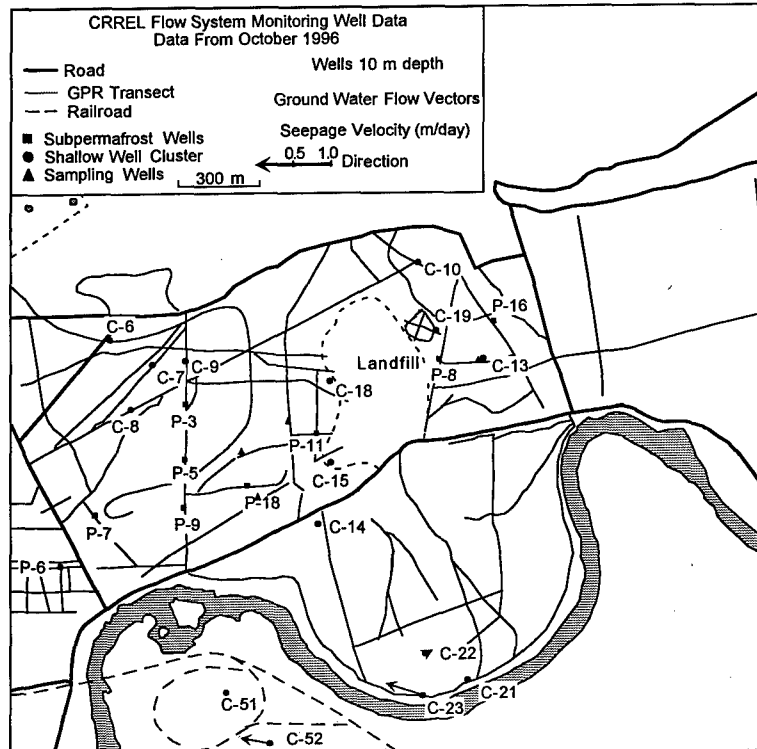 CRREL Flow System Monitoring Well Data
Data From October 1996
Road
Wells 10 m depth
GPR Transect
Ground Water Flow Vectors
Railroad
Seepage Velocity (m/day)
Subpermafrost Wells
0.5 1.0 Direction
Shallow Well Cluster
Sampling Wells
300 m
C-10
P-16
C-19
C-6
Landfill
C-9
C-13
C-7
P-8
C-18
P-3
C-8
P-11
P-5
C-15
P-18
P-9
C-14
P-7
P-6
C-22
C-21
C-51
C-23
C-52